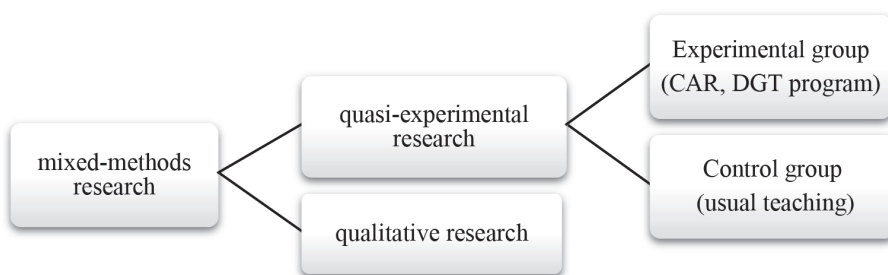 mixed-methods
research
quasi-experimental
research
qualitative research
Experimental group
(CAR, DGT program)
Control group
(usual teaching)